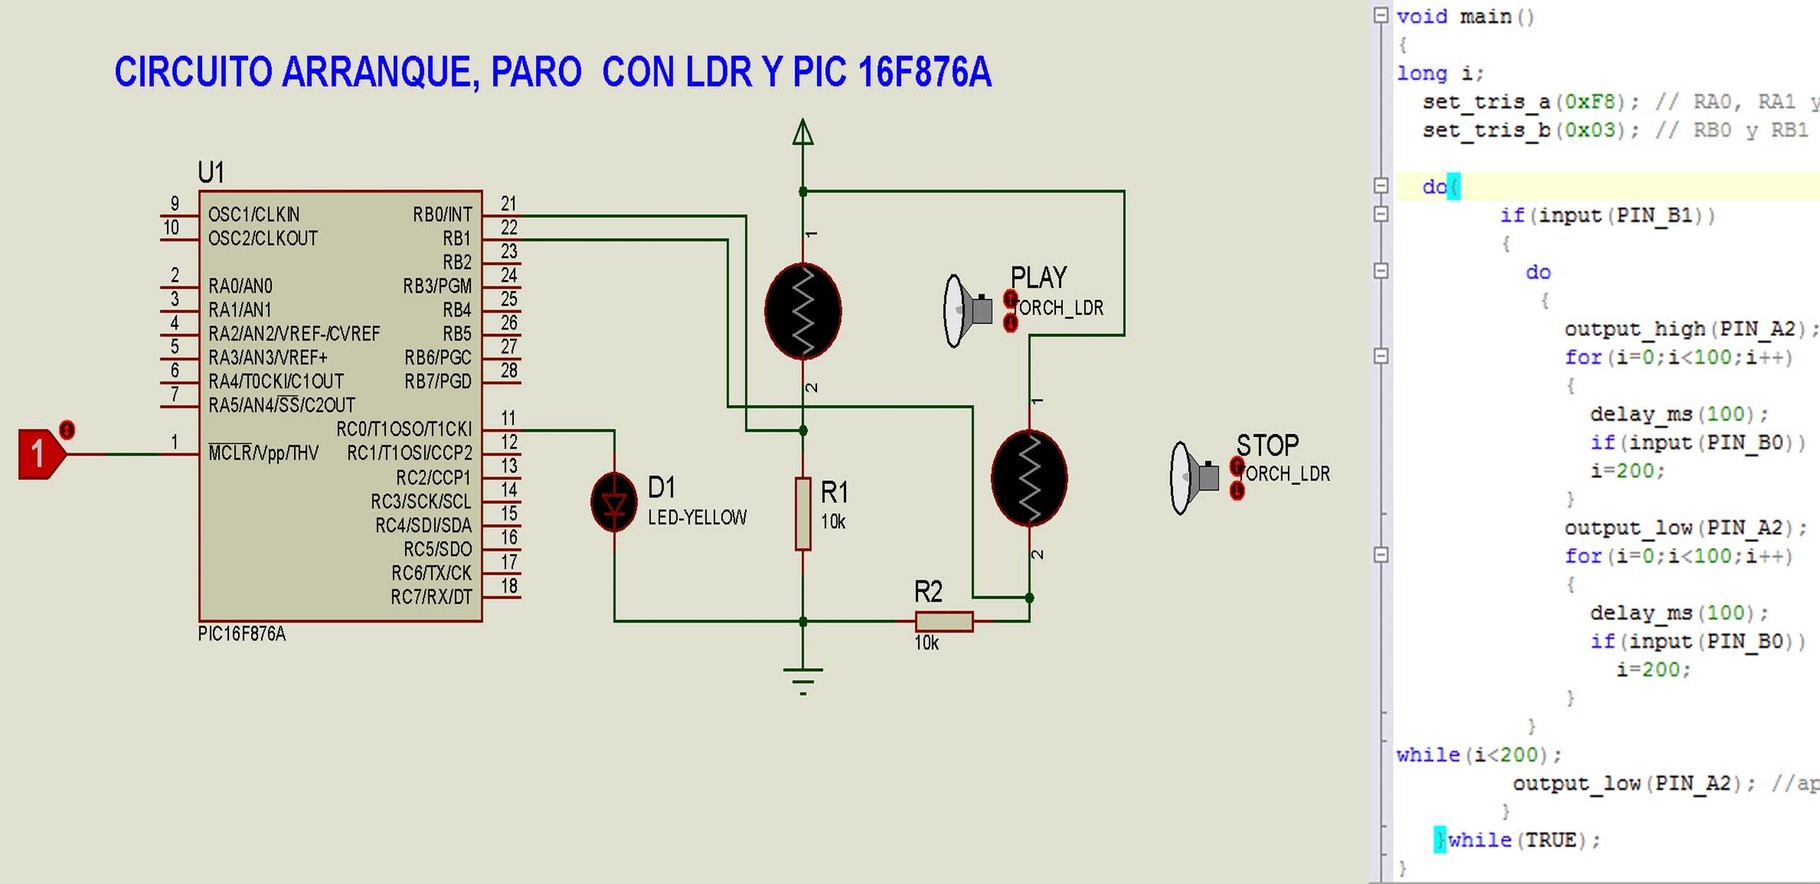 CIRCUITO ARRANQUE, PARO CON LDR Y PIC 16F876A
U1
9 OSC1/CLKIN
10 OSC2/CLKOUT
2 RA0/AN0
3 RA1/AN1
4 RA2/AN2/VREF-/CVREF
5 RA3/AN3/VREF+
6 RA4/T0CKI/C1OUT
7 RA5/AN4/SS/C2OUT
1 MCLR/Vpp/THV
1
RB0/INT 21
RB1 22
RB2 23
RB3/PGM 24
RB4 25
RB5 26
RB6/PGC 27
RB7/PGD 28
RC0/T1OSO/T1CKI 11
RC1/T1OSI/CCP2 12
RC2/CCP1 13
RC3/SCK/SCL 14
RC4/SDI/SDA 15
RC5/SDO 16
RC6/TX/CK 17
RC7/RX/DT 18
PIC16F876A
D1
LED-YELLOW
1
2
R1
10k
PLAY
TORCH_LDR
1
2
STOP
TORCH_LDR
R2
10k
void main()
{
long i;
set_tris_a(0xF8); // RA0, RA1 y
set_tris_b(0x03); // RB0 y RB1
do{
if(input(PIN_B1))
{
do
{
output_high(PIN_A2);
for(i=0;i<100;i++)
{
delay_ms(100);
if(input(PIN_B0))
i=200;
}
output_low(PIN_A2);
for(i=0;i<100;i++)
{
delay_ms(100);
if(input(PIN_B0))
i=200;
}
}
while(i<200);
output_low(PIN_A2); //ap
}
}while(TRUE);
}